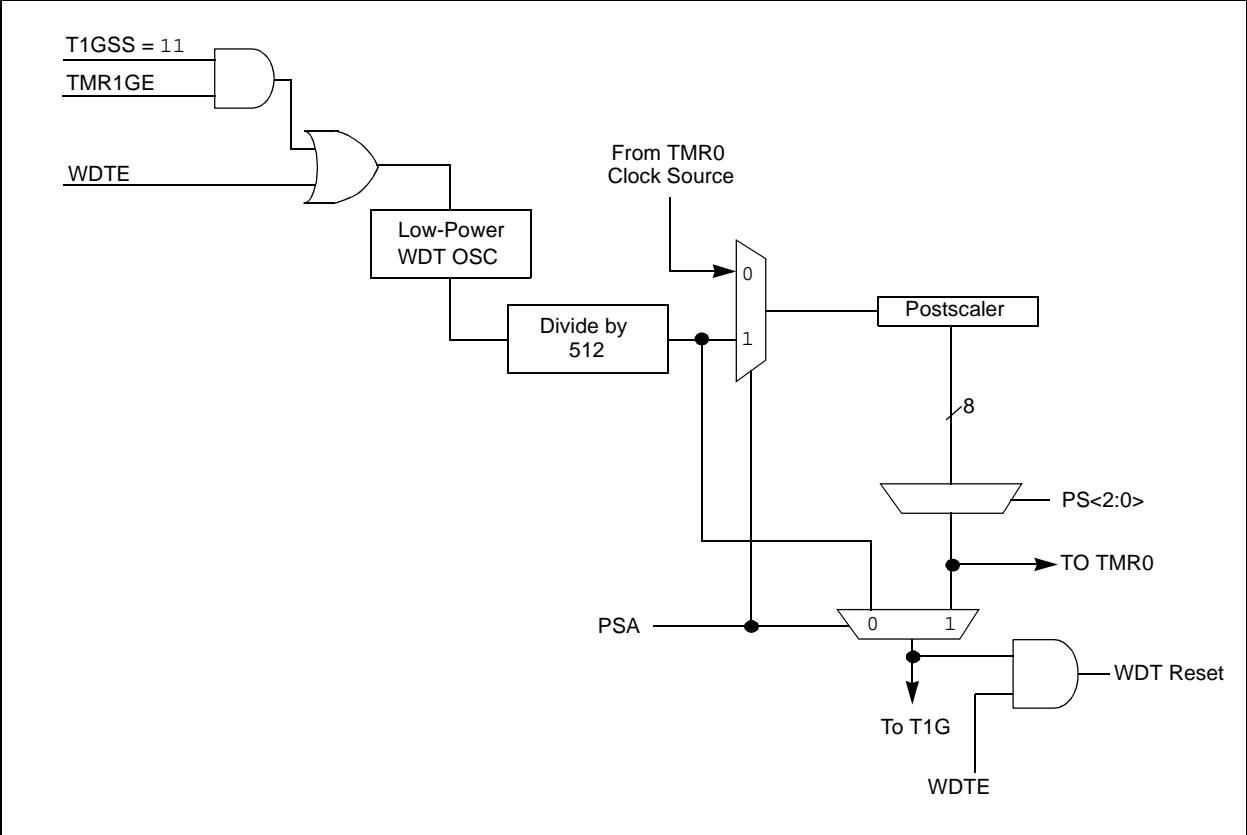 T1GSS = 11
TMR1GE
WDTE
From TMR0
Clock Source
Low-Power
WDT OSC
0
Divide by
512
1
Postscaler
8
PS<2:0>
TO TMR0
PSA
0
1
WDT Reset
To T1G
WDTE